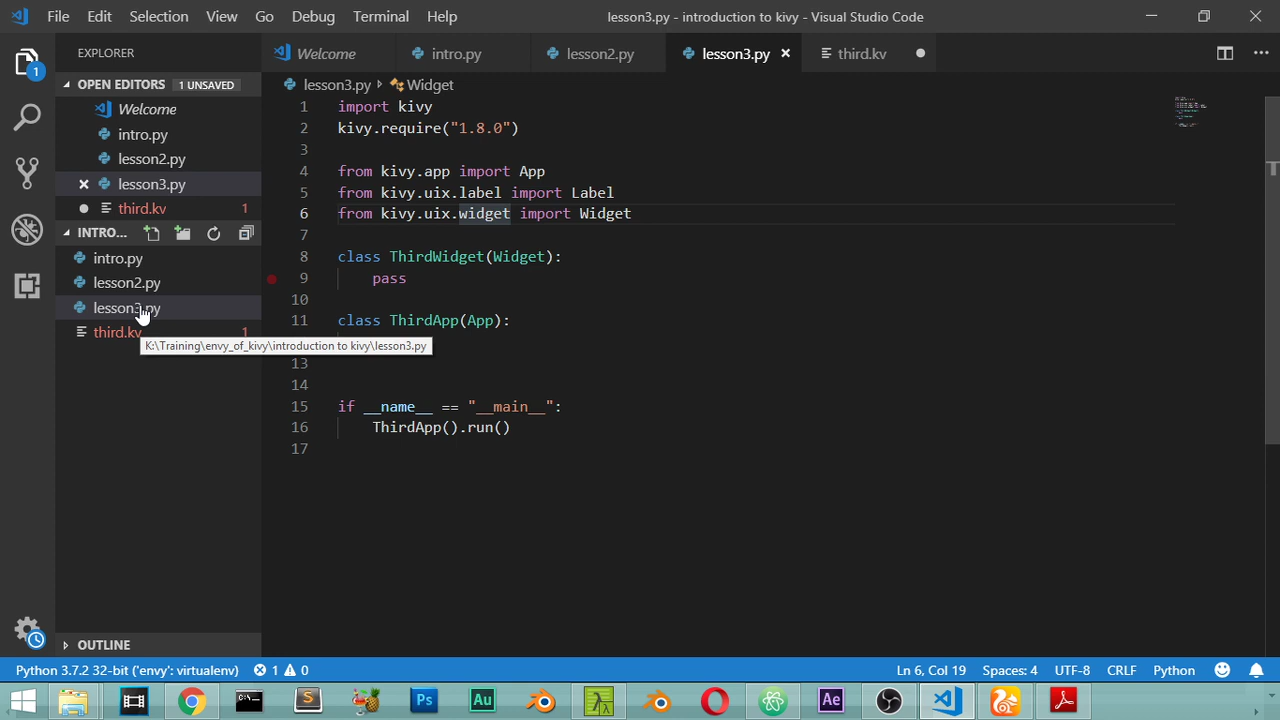 File Edit Selection View Go Debug Terminal Help
lesson3.py - introduction to kivy - Visual Studio Code
EXPLORER
OPEN EDITORS 1 UNSAVED
Welcome
intro.py
lesson2.py
lesson3.py
third.kv 1
INTRO...
intro.py
lesson2.py
lesson3.py
third.kv 1
K:\Training\envy_of_kivy\introduction to kivy\lesson3.py
OUTLINE
1
Welcome intro.py lesson2.py lesson3.py third.kv
lesson3.py Widget
1 import kivy
2 kivy.require("1.8.0")
3
4 from kivy.app import App
5 from kivy.uix.label import Label
6 from kivy.uix.widget import Widget
7
8 class ThirdWidget(Widget):
9 pass
10
11 class ThirdApp(App):
13
14
15 if __name__ == "__main__":
16 ThirdApp().run()
17
Python 3.7.2 32-bit ('envy': virtualenv) 1 0 Ln 6, Col 19 Spaces: 4 UTF-8 CRLF Python
S Ps Au λ Ae